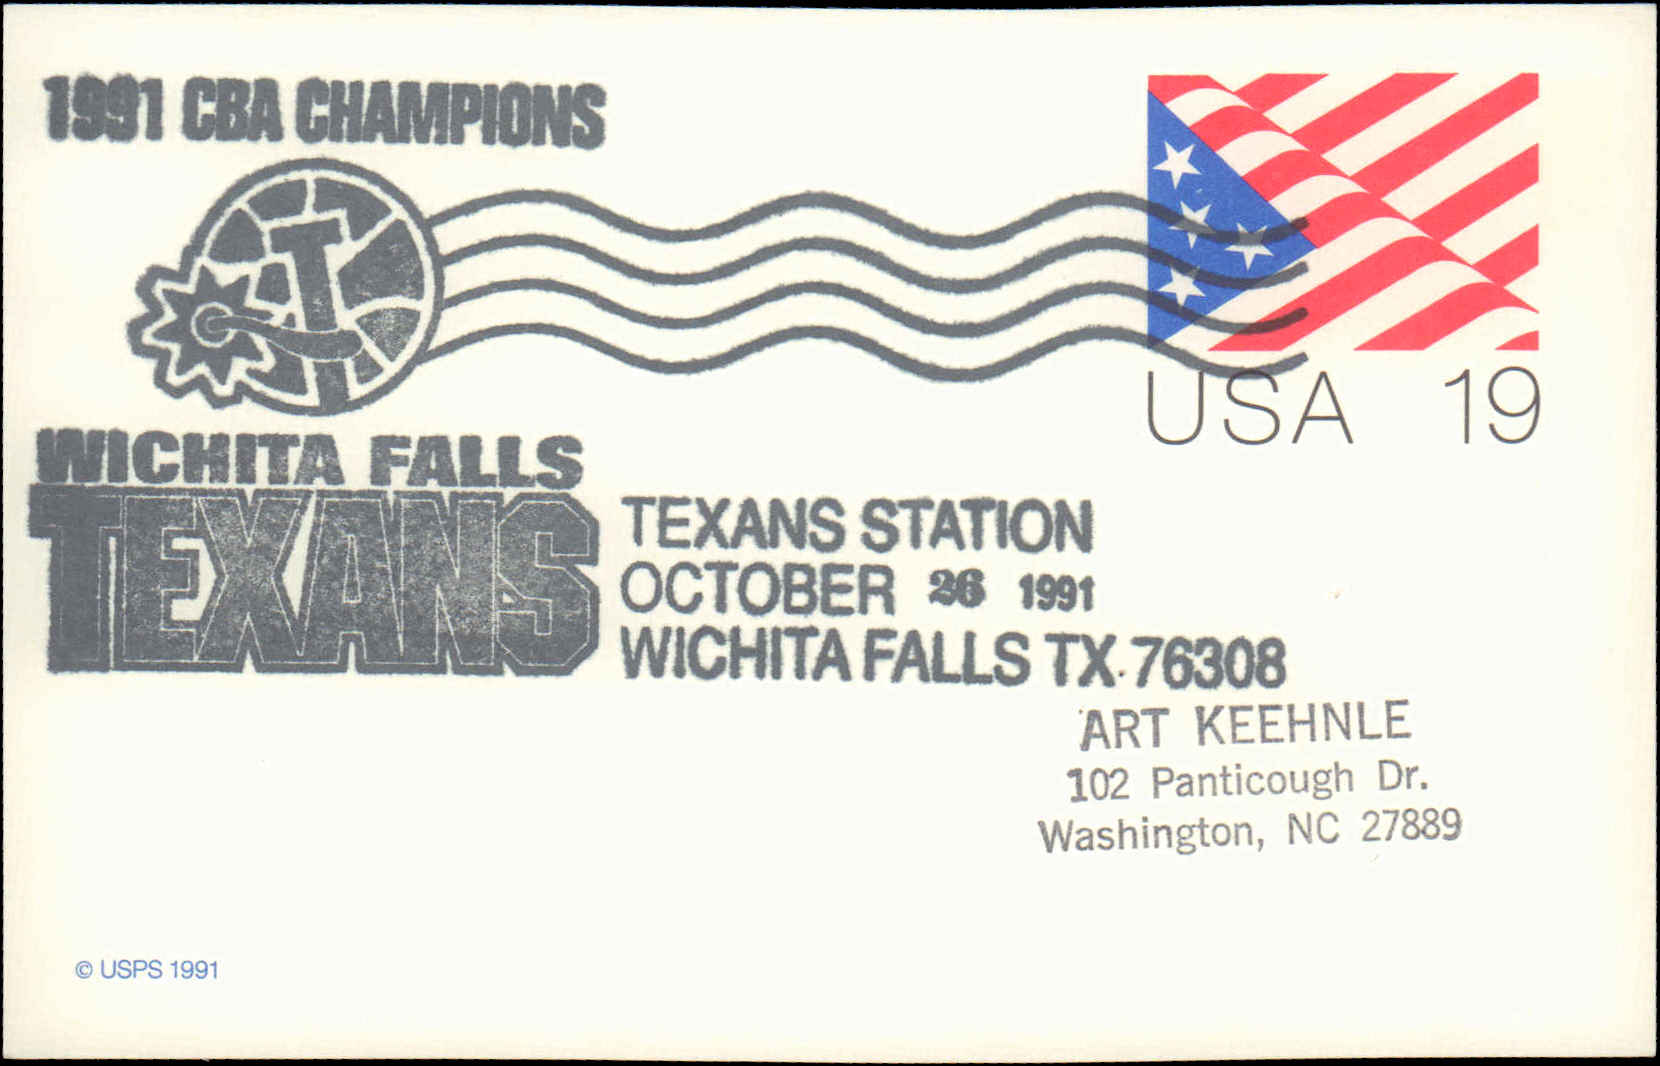 1991 CBA CHAMPIONS
T
WICHITA FALLS
TEXANS
USA 19
TEXANS STATION
OCTOBER 26 1991
WICHITA FALLS TX 76308
ART KEEHNLE
102 Panticough Dr.
Washington, NC 27889
© USPS 1991